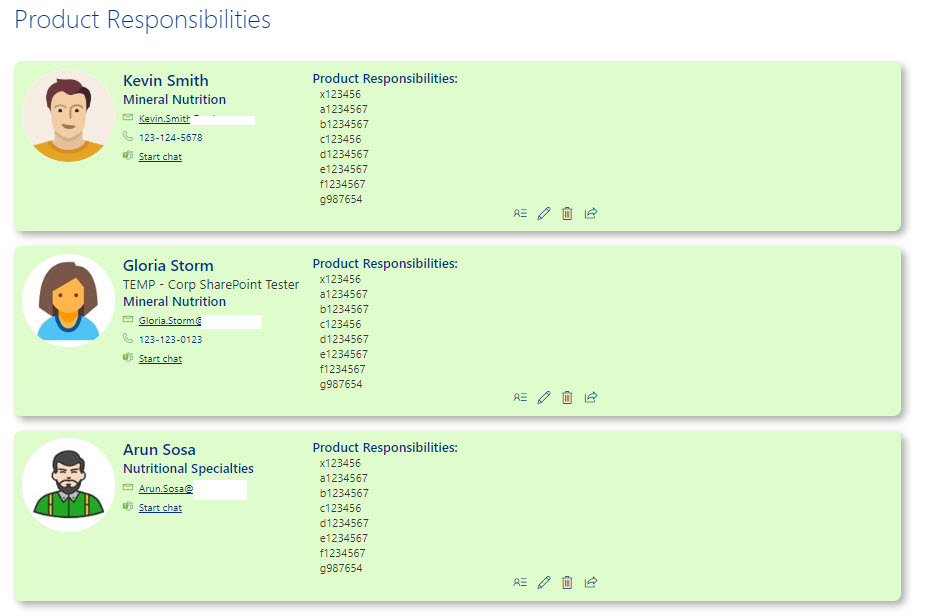 Product Responsibilities
Kevin Smith
Mineral Nutrition
Kevin.Smith
123-124-5678
Start chat
Product Responsibilities:
x123456
a1234567
b1234567
c123456
d1234567
e1234567
f1234567
g987654
Gloria Storm
TEMP - Corp SharePoint Tester
Mineral Nutrition
Gloria.Storm@
123-123-0123
Start chat
Product Responsibilities:
x123456
a1234567
b1234567
c123456
d1234567
e1234567
f1234567
g987654
Arun Sosa
Nutritional Specialties
Arun.Sosa@
Start chat
Product Responsibilities:
x123456
a1234567
b1234567
c123456
d1234567
e1234567
f1234567
g987654